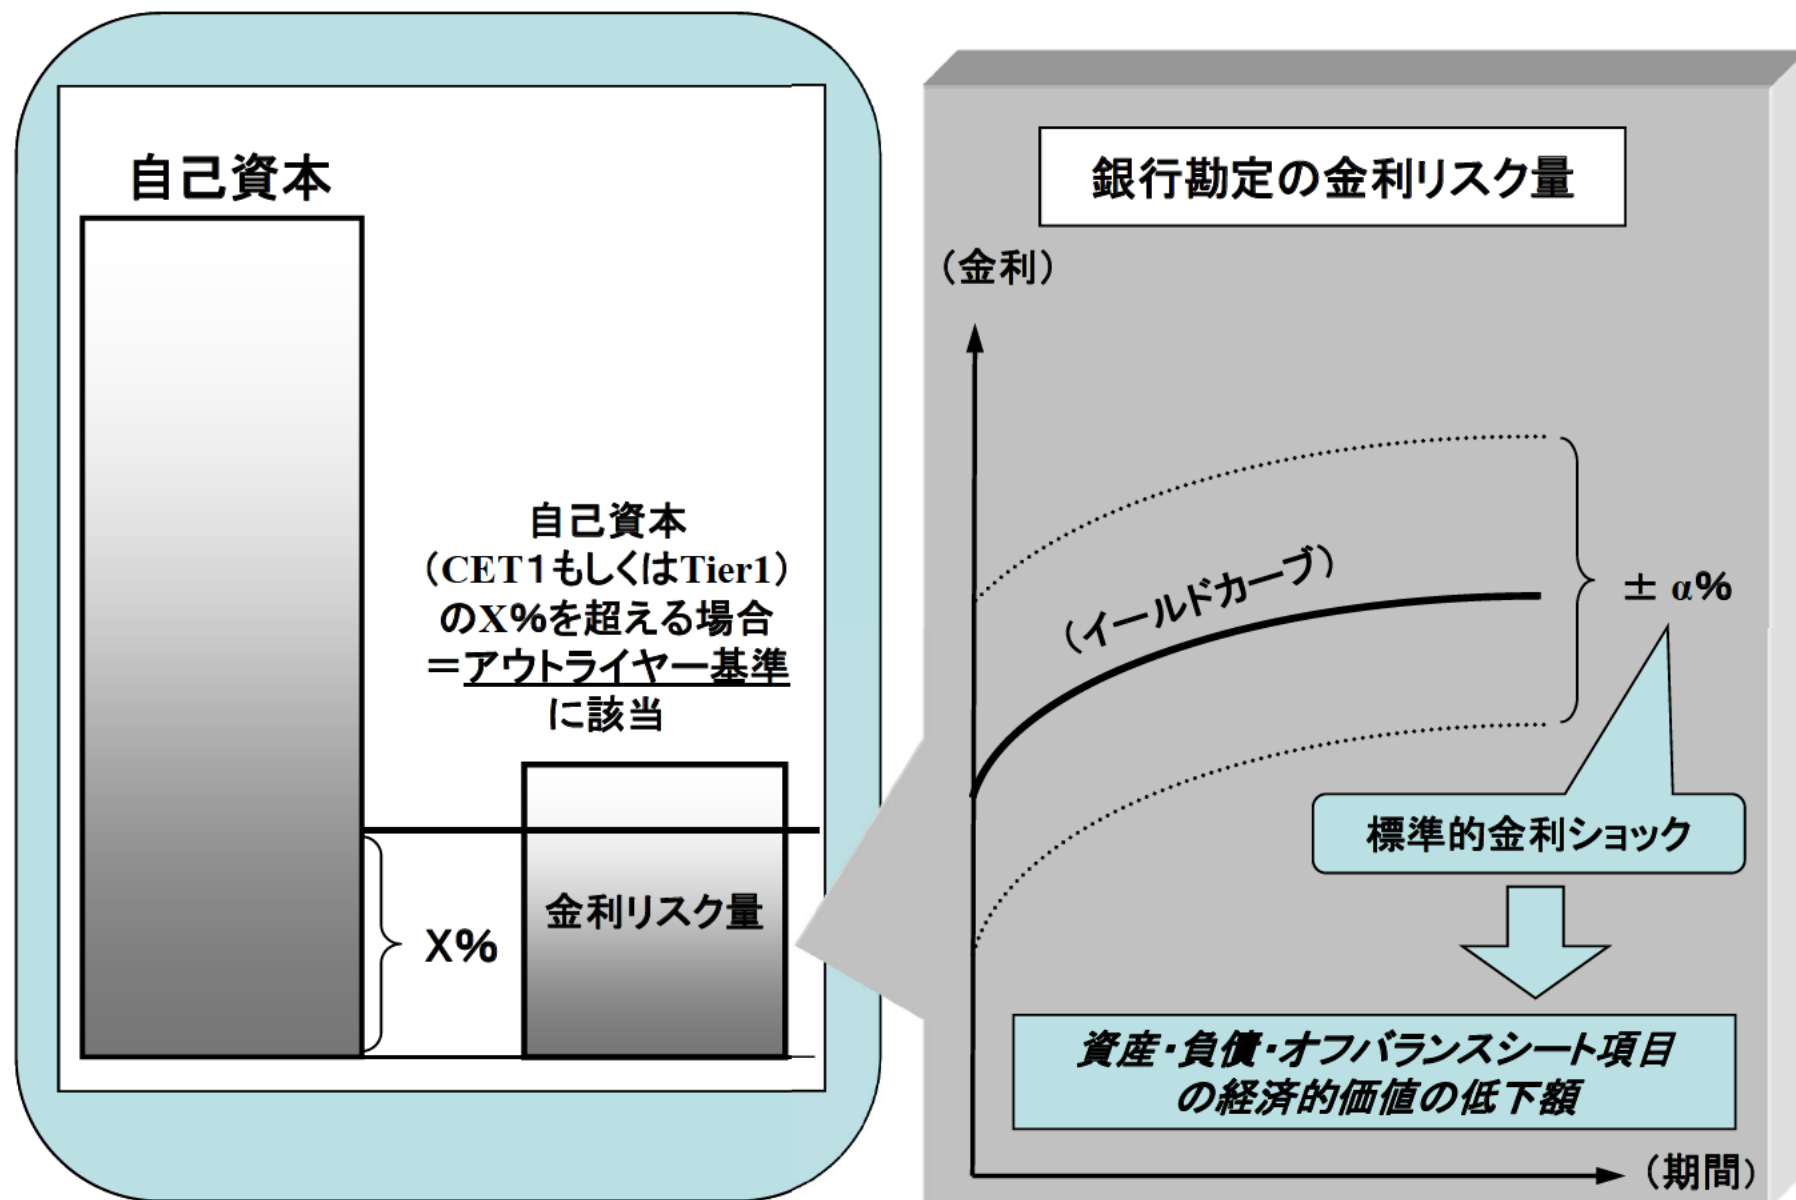 自己資本
自己資本
（CET１もしくはTier1）
のX％を超える場合
＝アウトライヤー基準
に該当
X％
金利リスク量
銀行勘定の金利リスク量
（金利）
（イールドカーブ）
± α％
標準的金利ショック
資産・負債・オフバランスシート項目
の経済的価値の低下額
（期間）